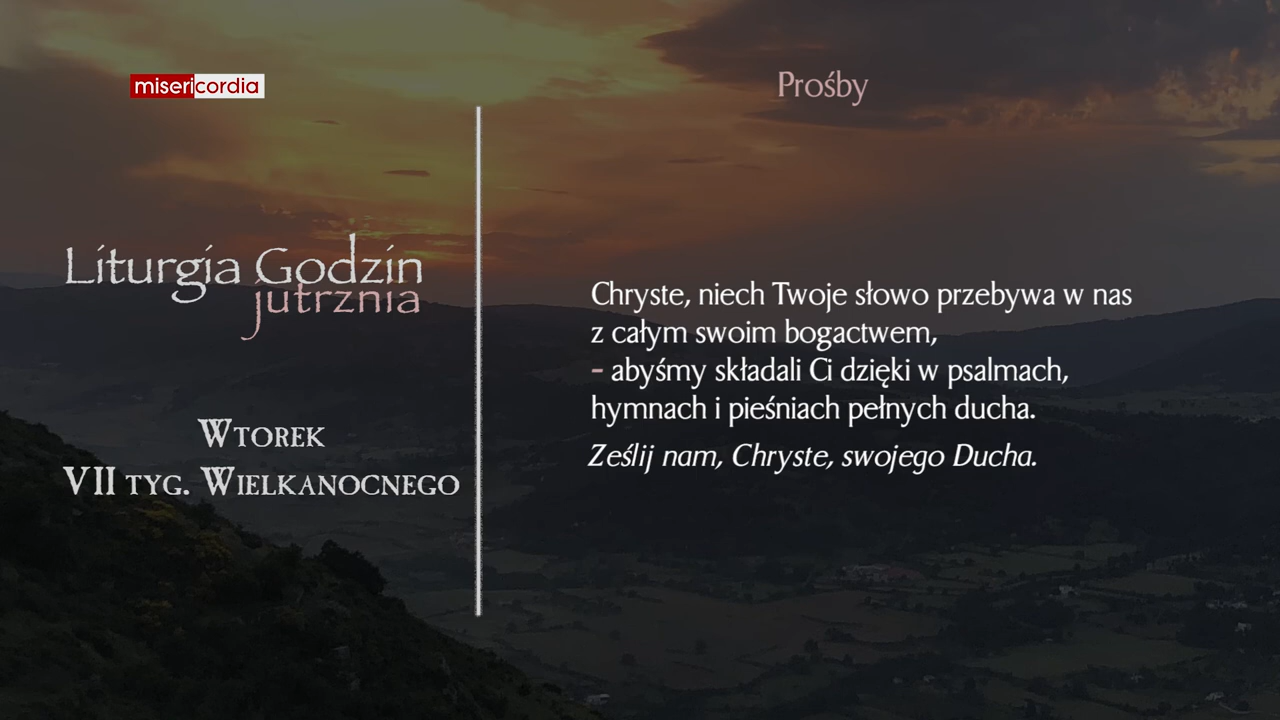 misericordia
Liturgia Godzin
jutrznia
Wtorek
VII tyg. Wielkanocnego
Prośby
Chryste, niech Twoje słowo przebywa w nas
z całym swoim bogactwem,
- abyśmy składali Ci dzięki w psalmach,
hymnach i pieśniach pełnych ducha.
Ześlij nam, Chryste, swojego Ducha.